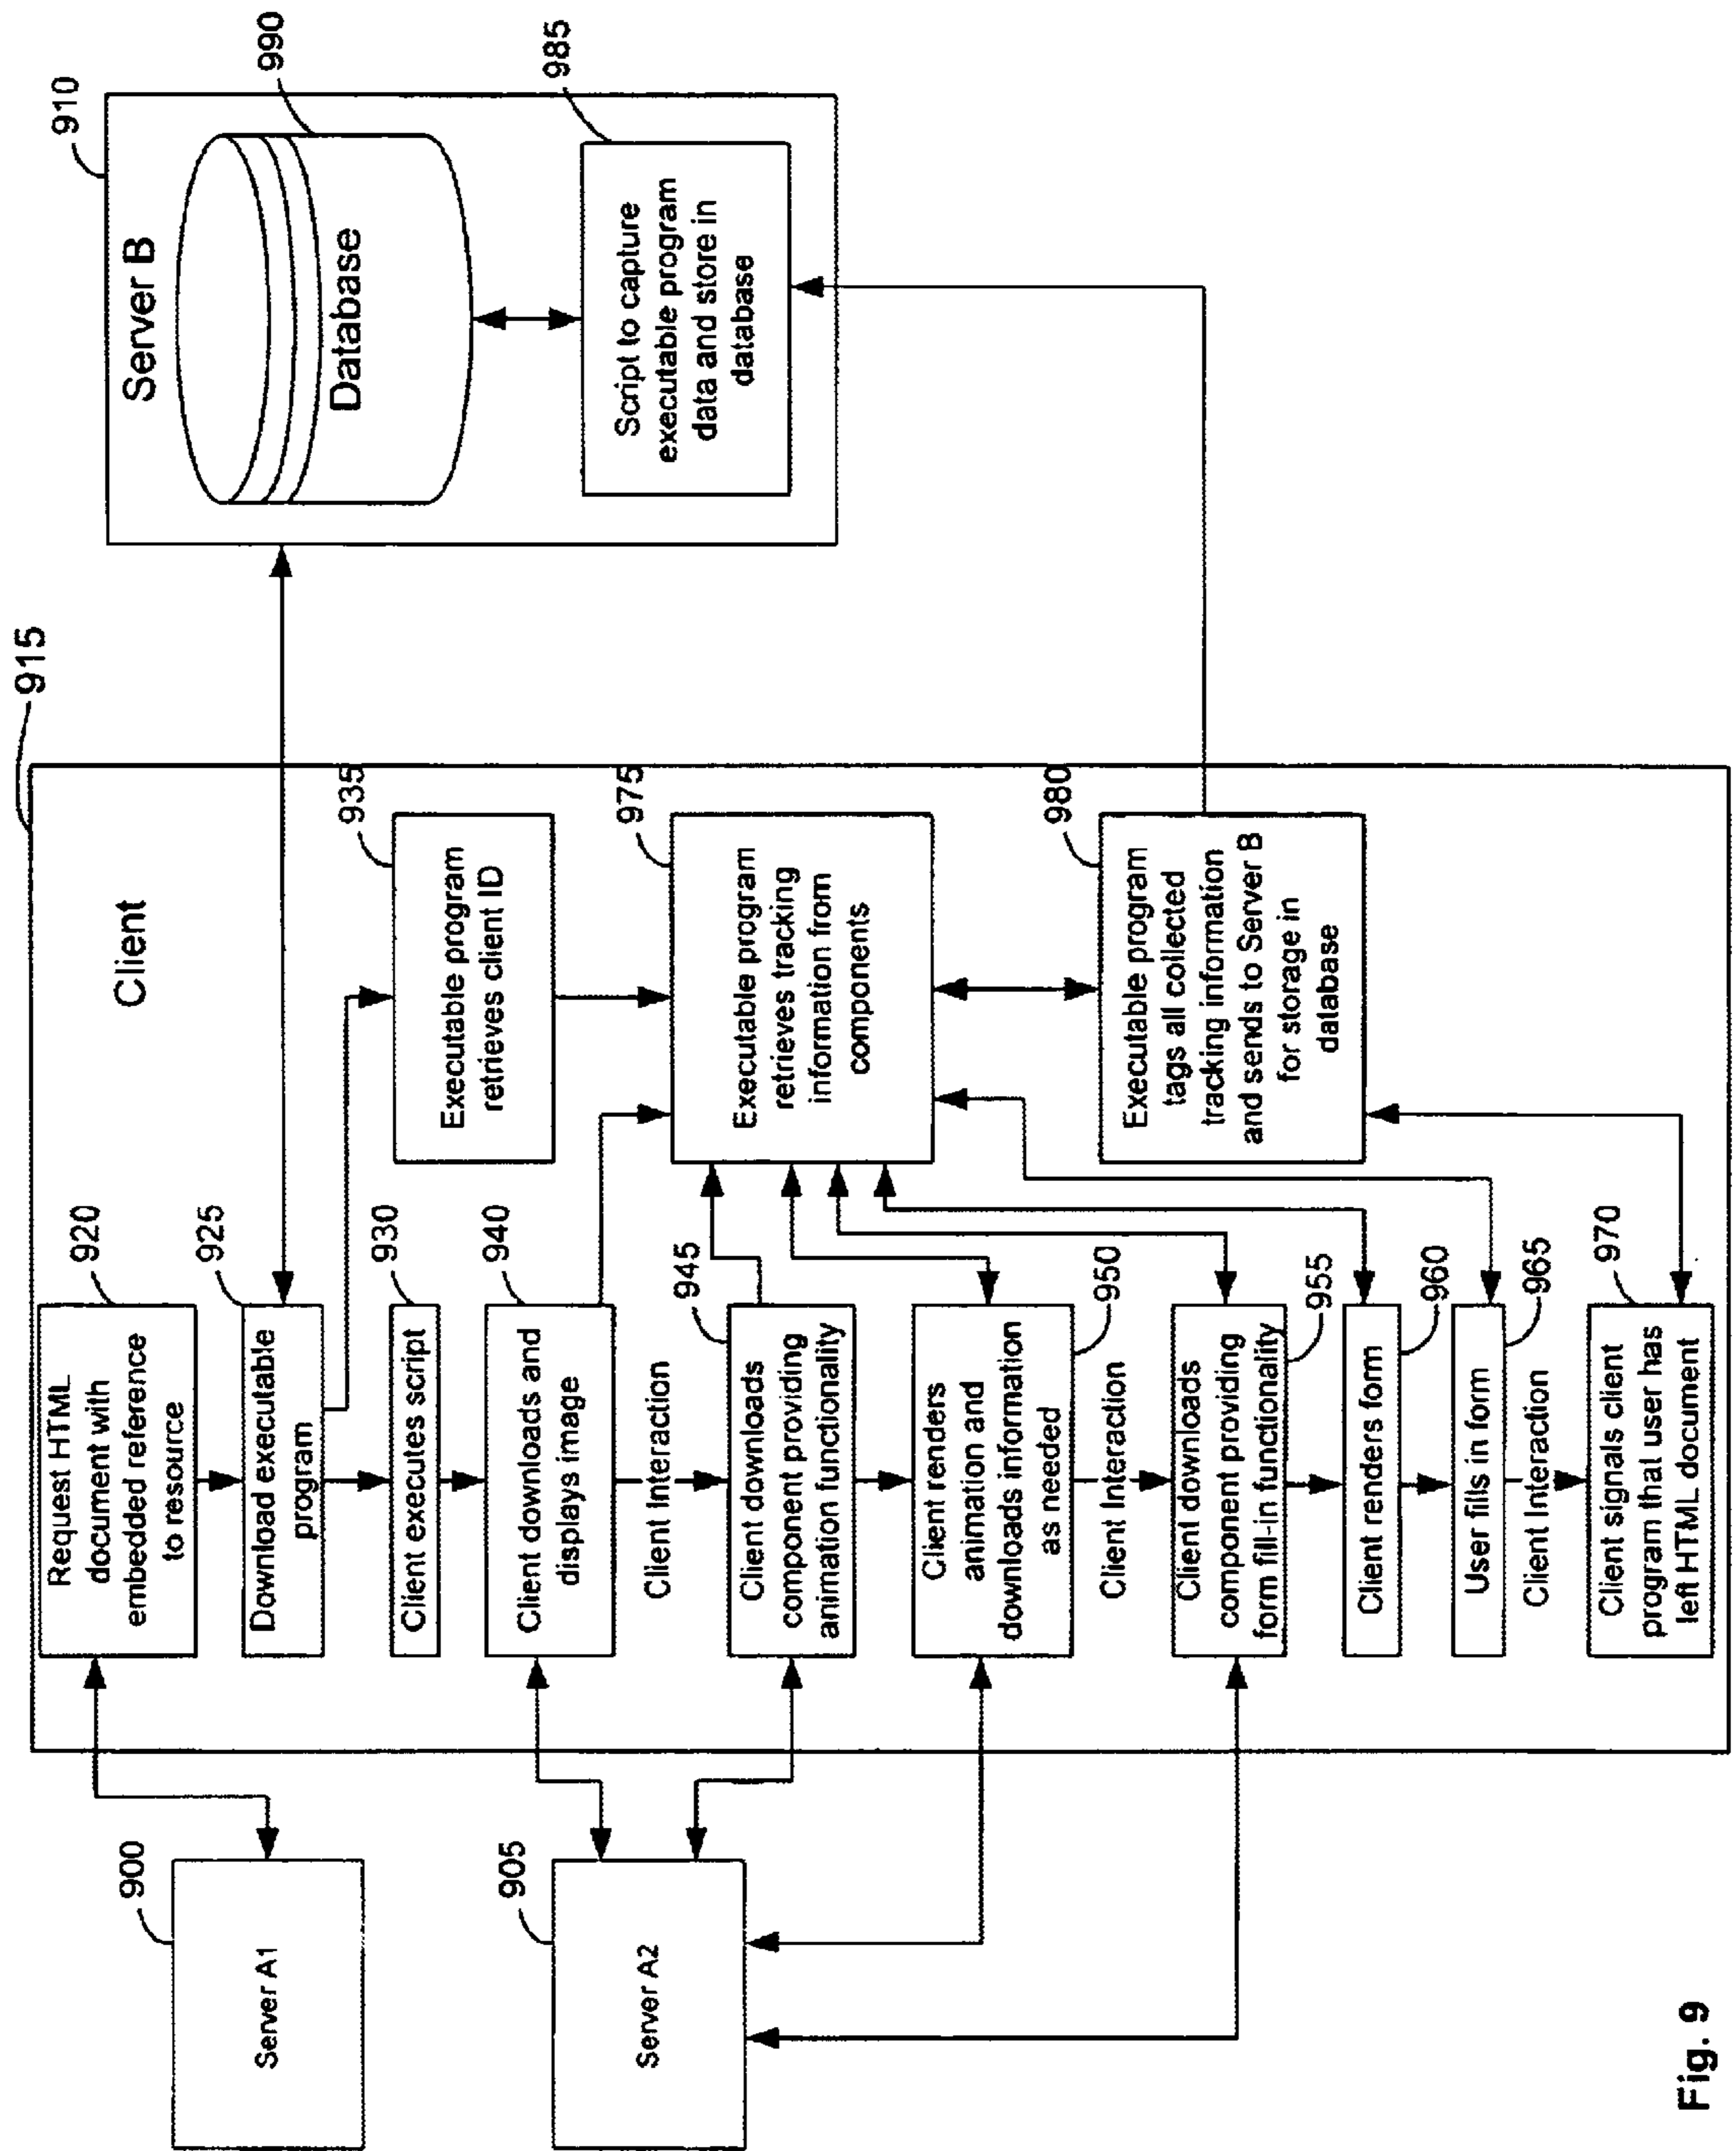 915
Client
920
Request HTML
document with
embedded reference
to resource
925
Download executable
program
930
Client executes script
935
Executable program
retrieves client ID
940
Client downloads and
displays image
Client Interaction
945
Client downloads
component providing
animation functionality
950
Client renders
animation and
downloads information
as needed
Client Interaction
955
Client downloads
component providing
form fill-in functionality
960
Client renders form
965
User fills in form
Client Interaction
970
Client signals client
program that user has
left HTML document
975
Executable program
retrieves tracking
information from
components
980
Executable program
tags all collected
tracking information
and sends to Server B
for storage in
database
900
Server A1
905
Server A2
910
Server B
990
Database
985
Script to capture
executable program
data and store in
database
Fig. 9